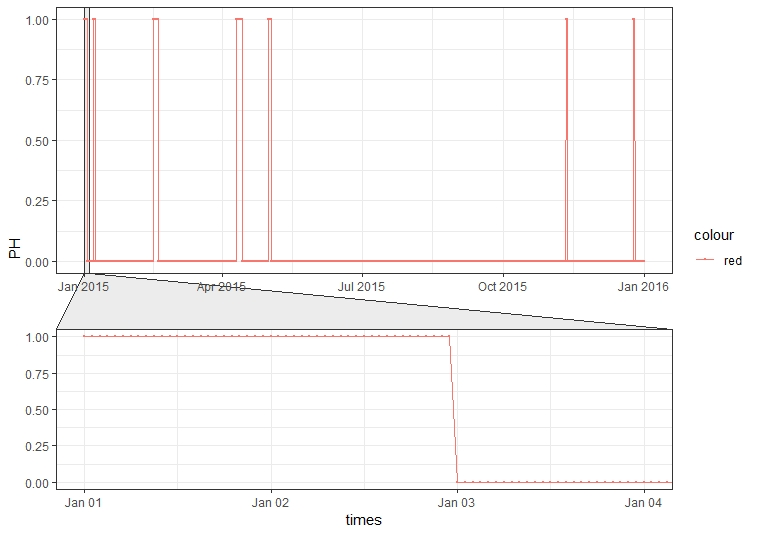 1.00
0.75
0.50
0.25
0.00
PH
Jan 2015
Apr 2015
Jul 2015
Oct 2015
Jan 2016
colour
red
1.00
0.75
0.50
0.25
0.00
Jan 01
Jan 02
Jan 03
Jan 04
times